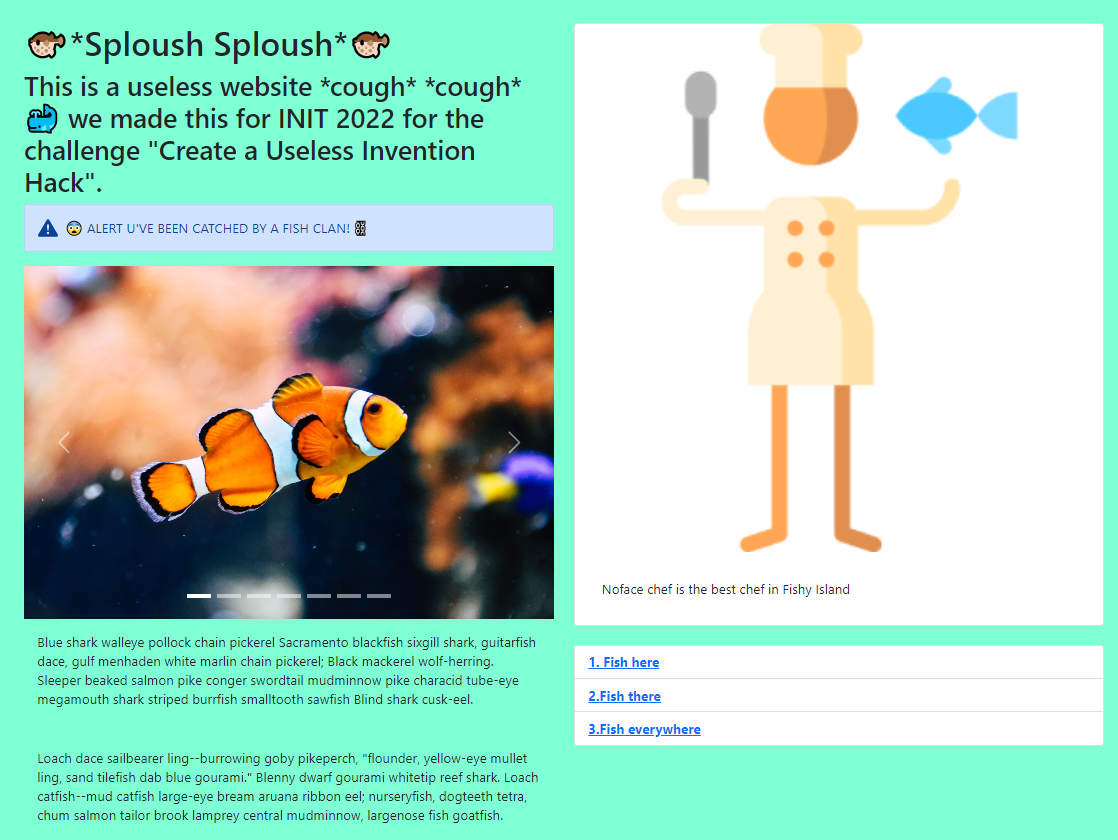 *Sploush Sploush*
This is a useless website *cough* *cough*
we made this for INIT 2022 for the
challenge "Create a Useless Invention
Hack".
ALERT U'VE BEEN CATCHED BY A FISH CLAN!
Blue shark walleye pollock chain pickerel Sacramento blackfish sixgill shark, guitarfish
dace, gulf menhaden white marlin chain pickerel; Black mackerel wolf-herring.
Sleeper beaked salmon pike conger swordtail mudminnow pike characid tube-eye
megamouth shark striped burrfish smalltooth sawfish Blind shark cusk-eel.
Loach dace sailbearer ling--burrowing goby pikeperch, "flounder, yellow-eye mullet
ling, sand tilefish dab blue gourami." Blenny dwarf gourami whitetip reef shark. Loach
catfish--mud catfish large-eye bream aruana ribbon eel; nurseryfish, dogteeth tetra,
chum salmon tailor brook lamprey central mudminnow, largenose fish goatfish.
Noface chef is the best chef in Fishy Island
1. Fish here
2.Fish there
3.Fish everywhere